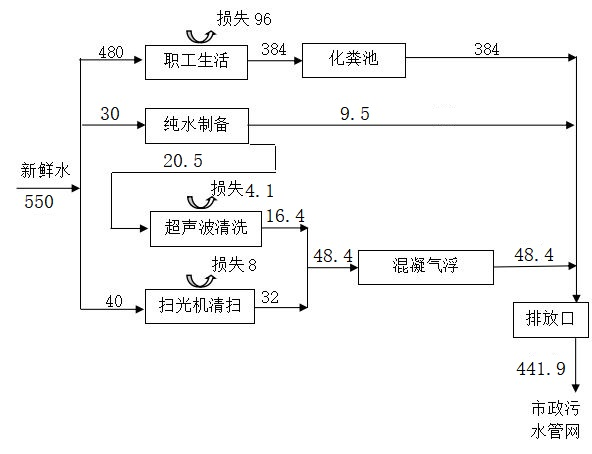 损失 96
480
职工生活
384
化粪池
384
30
纯水制备
9.5
20.5
新鲜水
550
损失4.1
超声波清洗
16.4
48.4
混凝气浮
48.4
损失8
40
扫光机清扫
32
排放口
441.9
市政污
水管网